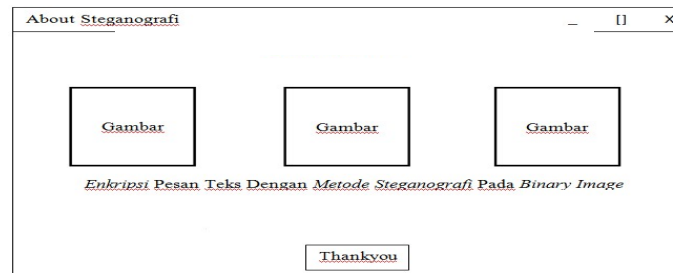 About Steganografi _ [] X
Gambar Gambar Gambar
Enkripsi Pesan Teks Dengan Metode Steganografi Pada Binary Image
Thankyou